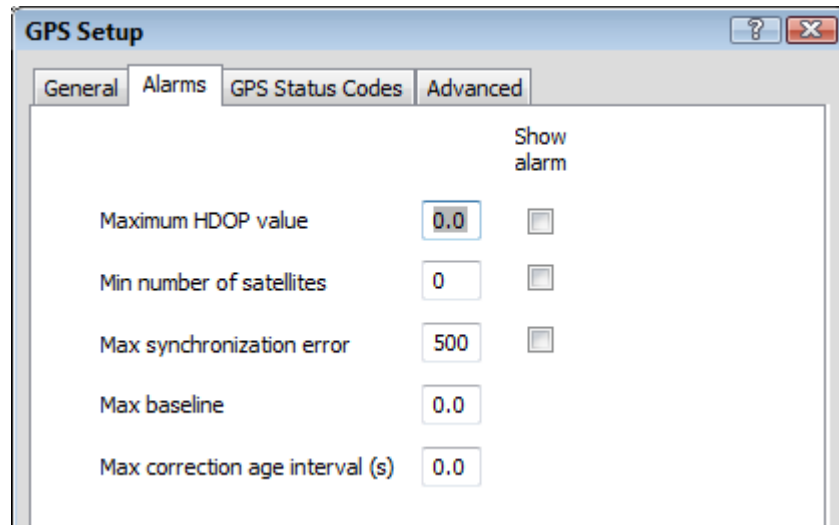 GPS Setup
General Alarms GPS Status Codes Advanced
Show
alarm
Maximum HDOP value 0.0
Min number of satellites 0
Max synchronization error 500
Max baseline 0.0
Max correction age interval (s) 0.0